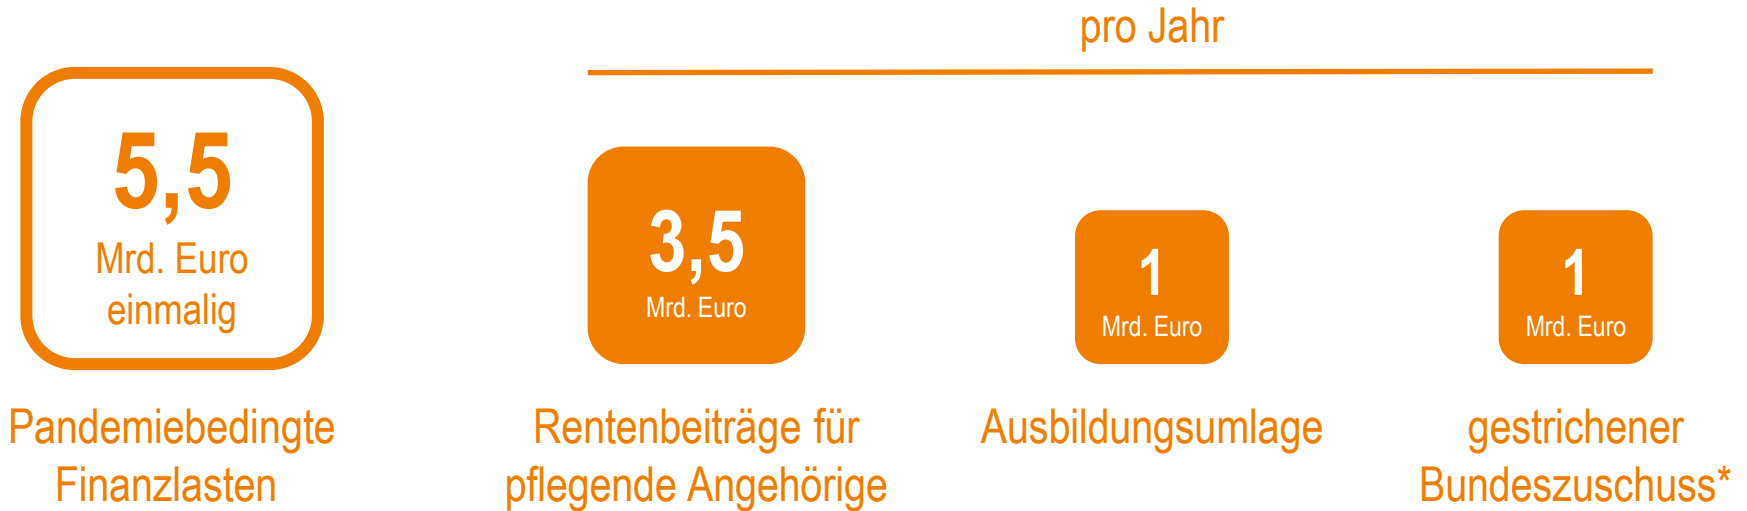 pro Jahr
5,5
Mrd. Euro
einmalig
Pandemiebedingte
Finanzlasten
3,5
Mrd. Euro
Rentenbeiträge für
pflegende Angehörige
1
Mrd. Euro
Ausbildungsumlage
1
Mrd. Euro
gestrichener
Bundeszuschuss*